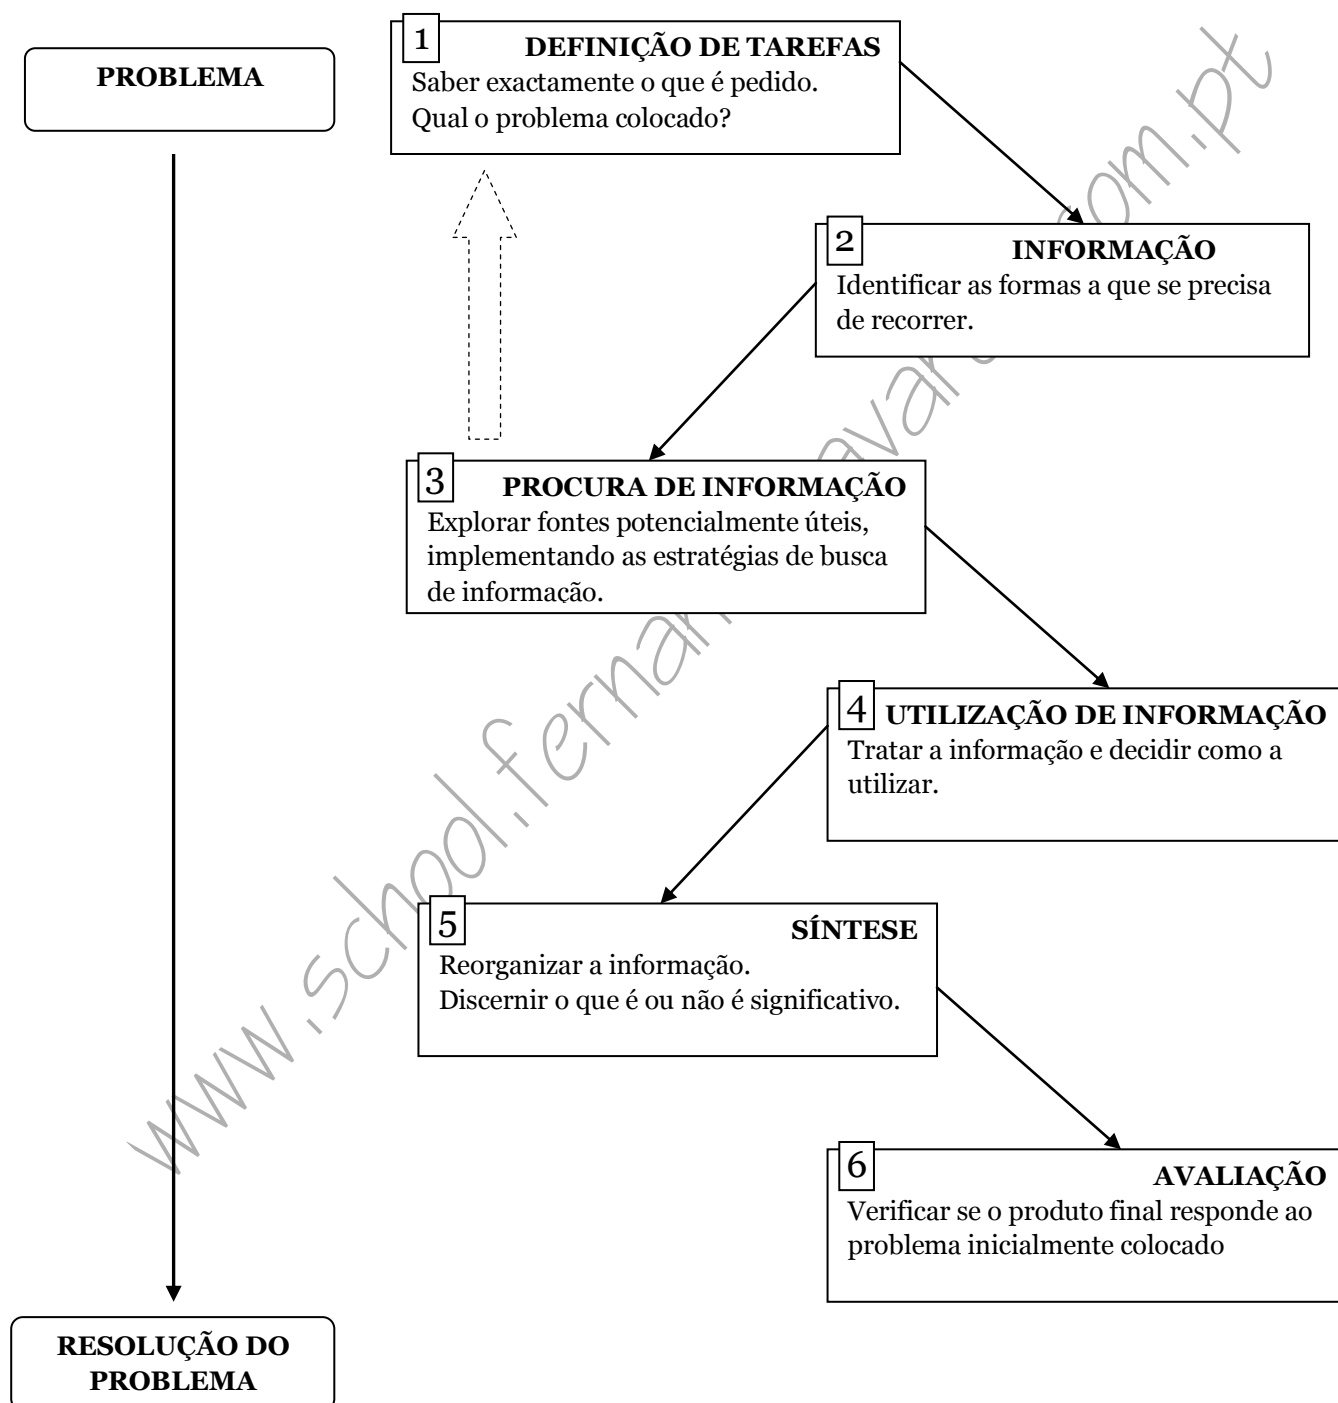 PROBLEMA
1
DEFINIÇÃO DE TAREFAS
Saber exactamente o que é pedido.
Qual o problema colocado?
2
INFORMAÇÃO
Identificar as formas a que se precisa
de recorrer.
3
PROCURA DE INFORMAÇÃO
Explorar fontes potencialmente úteis,
implementando as estratégias de busca
de informação.
4
UTILIZAÇÃO DE INFORMAÇÃO
Tratar a informação e decidir como a
utilizar.
5
SÍNTESE
Reorganizar a informação.
Discernir o que é ou não é significativo.
6
AVALIAÇÃO
Verificar se o produto final responde ao
problema inicialmente colocado
RESOLUÇÃO DO
PROBLEMA